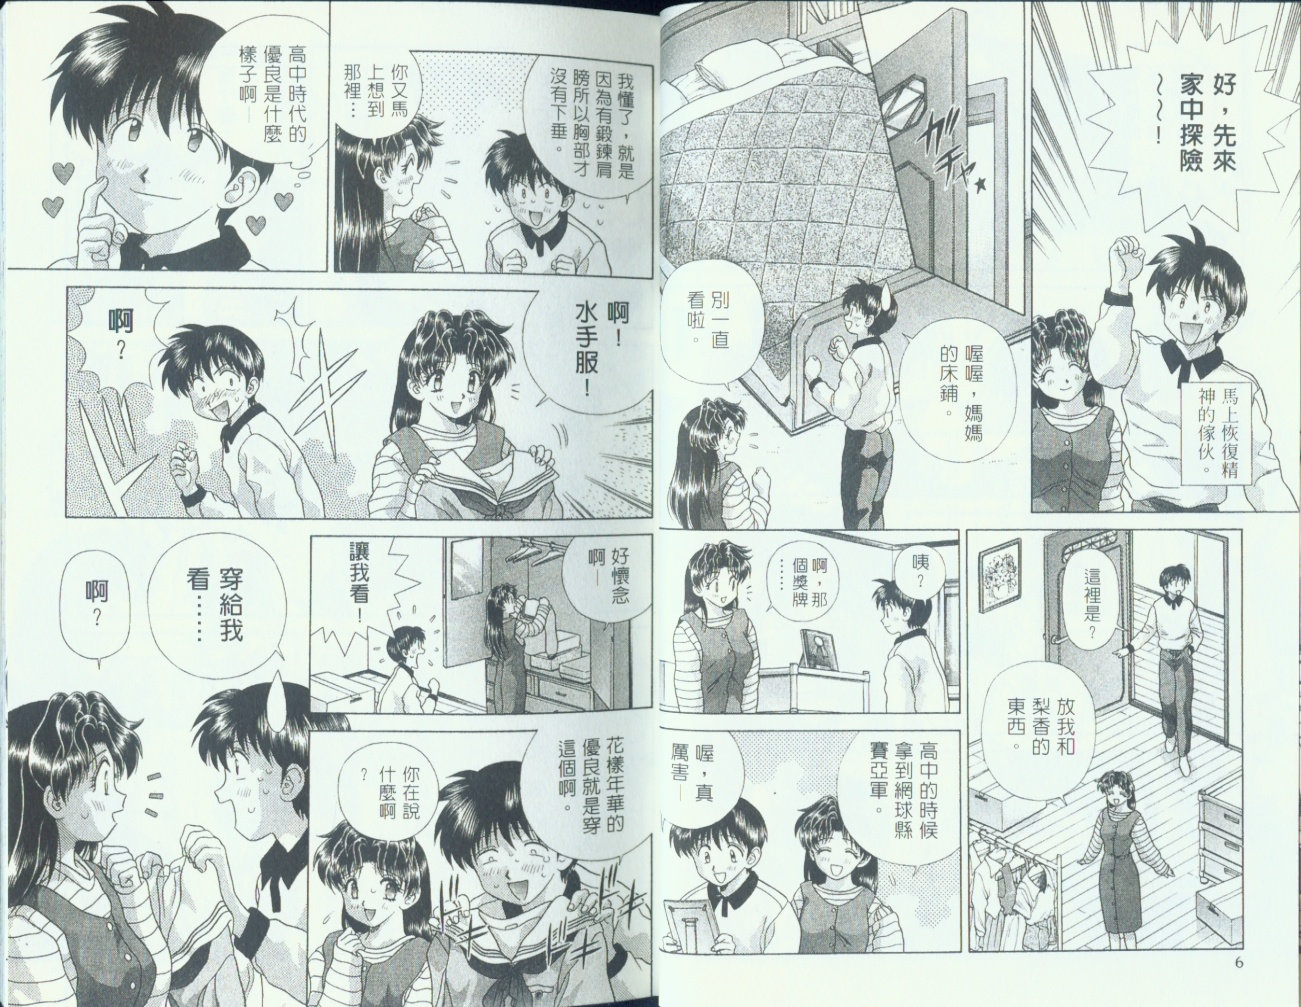 好，先來
家中探險
～～！
馬上恢復精
神的傢伙。
ガチャ
喔喔，媽媽
的床鋪。
別一直
看啦。
這裡是？
放我和
梨香的
東西。
咦？
啊，那
個獎牌
……
高中的時候
拿到網球縣
賽亞軍。
喔，真
厲害—
6
我懂了，就是
因為有鍛鍊肩
膀所以胸部才
沒有下垂。
你又馬
上想到
那裡…
高中時代的
優良是什麼
樣子啊—
啊！
水手服！
啊？
好懷念
啊—
讓我看！
花樣年華的
優良就是穿
這個啊。
你在說
什麼啊
？
ドキ
ドキ
穿給我
看……
啊？